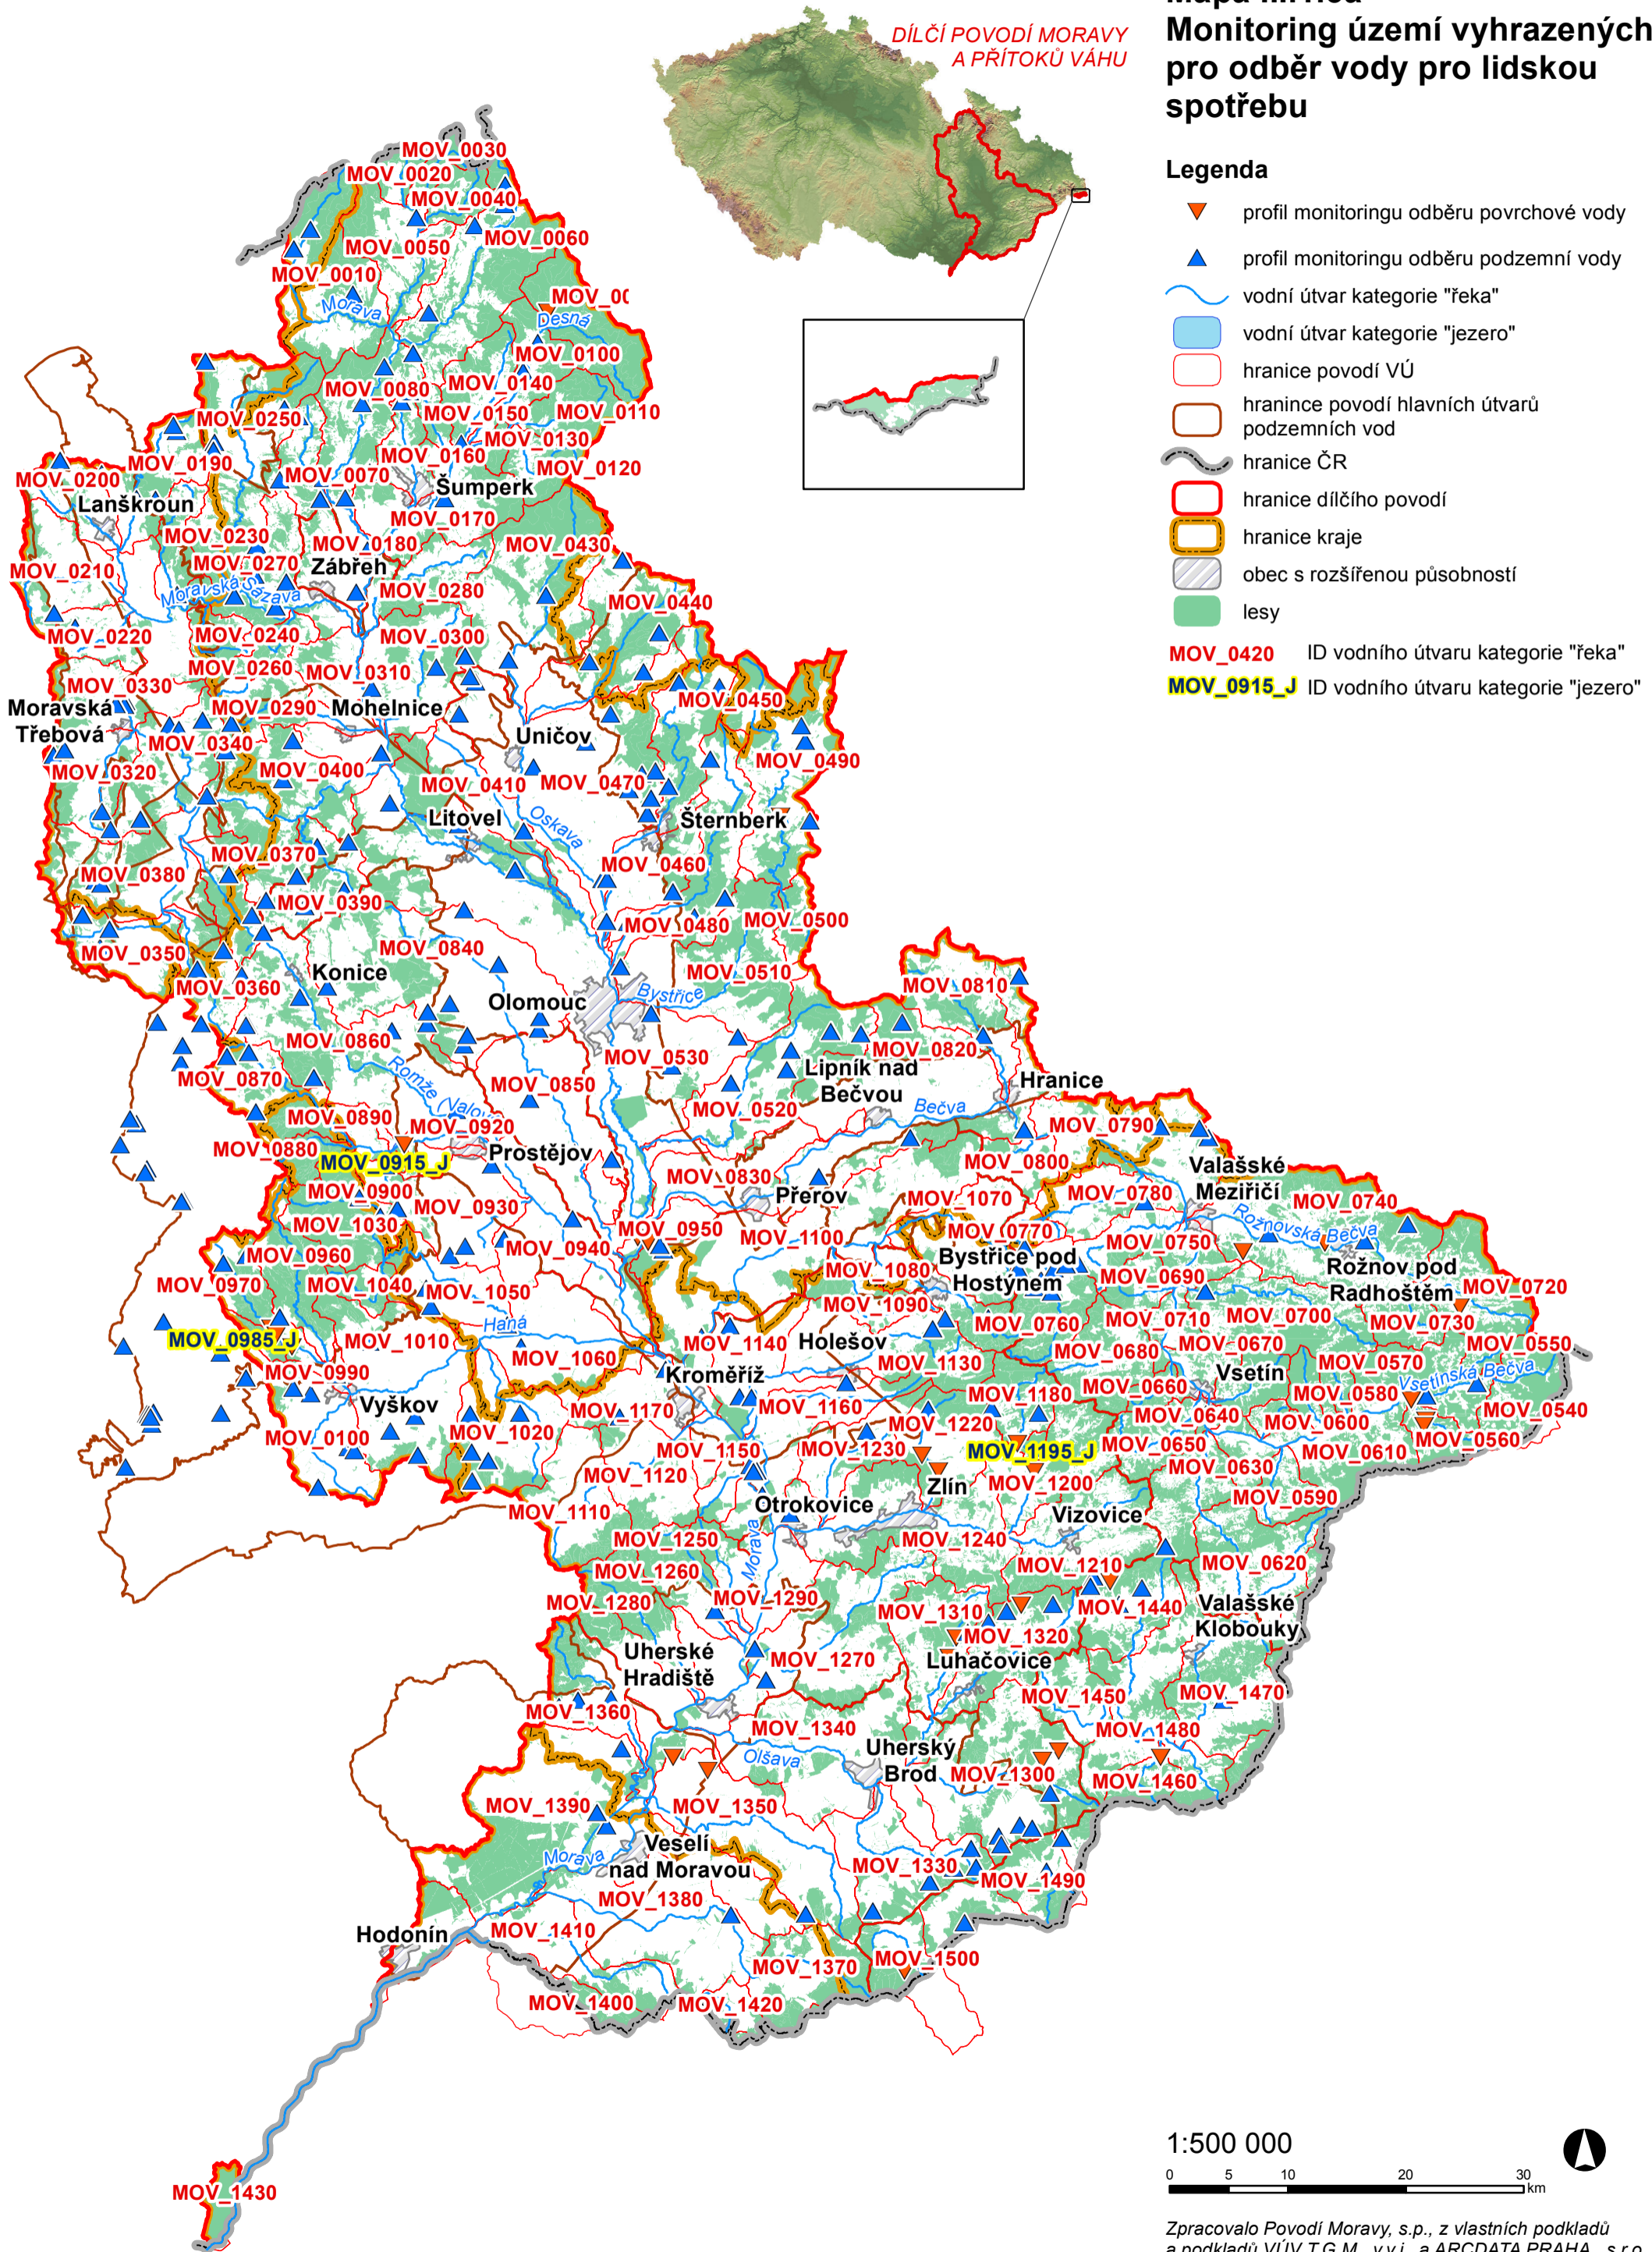 Monitoring území vyhrazených
pro odběr vody pro lidskou
spotřebu
DÍLČÍ POVODÍ MORAVY
A PŘÍTOKŮ VÁHU
Legenda
profil monitoringu odběru povrchové vody
profil monitoringu odběru podzemní vody
vodní útvar kategorie "řeka"
vodní útvar kategorie "jezero"
hranice povodí VÚ
hranince povodí hlavních útvarů
podzemních vod
hranice ČR
hranice dílčího povodí
hranice kraje
obec s rozšířenou působností
lesy
MOV_0420 ID vodního útvaru kategorie "řeka"
MOV_0915_J ID vodního útvaru kategorie "jezero"
MOV_0030
MOV_0020
MOV_0040
MOV_0060
MOV_0050
MOV_0010
Morava
Desná
MOV_0100
MOV_0140
MOV_0080
MOV_0150
MOV_0110
MOV_0250
MOV_0130
MOV_0160
MOV_0190
MOV_0120
MOV_0070
MOV_0200
Šumperk
Lanškroun
MOV_0170
MOV_0230
MOV_0180
MOV_0430
MOV_0270
Zábřeh
MOV_0210
Moravská Sázava
MOV_0280
MOV_0440
MOV_0220
MOV_0240
MOV_0300
MOV_0260
MOV_0310
MOV_0330
MOV_0450
Moravská
Třebová
MOV_0290
Mohelnice
Uničov
MOV_0340
MOV_0490
MOV_0320
MOV_0400
MOV_0410
MOV_0470
Litovel
Oskava
Šternberk
MOV_0370
MOV_0460
MOV_0380
MOV_0390
MOV_0480
MOV_0500
MOV_0350
MOV_0840
Konice
MOV_0510
MOV_0360
Olomouc
Bystřice
MOV_0810
MOV_0860
MOV_0530
MOV_0820
Lipník nad
Bečvou
MOV_0870
MOV_0850
Hranice
MOV_0890
MOV_0920
MOV_0520
Bečva
MOV_0790
MOV_0880
Prostějov
MOV_0915_J
MOV_0800
Valašské
Meziříčí
MOV_0900
MOV_0830
Přerov
MOV_1070
MOV_0780
MOV_0740
MOV_0930
MOV_1030
MOV_0950
MOV_1100
MOV_0770
MOV_0750
Rožnovská Bečva
MOV_0960
MOV_0940
Bystřice pod
Hostýnem
MOV_1080
MOV_0690
Rožnov pod
Radhoštěm
MOV_0970
MOV_1040
MOV_1050
MOV_0720
MOV_1090
MOV_0760
MOV_0710
MOV_0700
MOV_0730
Haná
MOV_0985_J
MOV_1010
MOV_1140
Holešov
MOV_0680
MOV_0670
MOV_0550
MOV_1060
MOV_1130
Vsetín
MOV_0570
MOV_0990
Kroměříž
Vsetínská Bečva
MOV_1180
MOV_0660
MOV_0580
Vyškov
MOV_1170
MOV_1160
MOV_1220
MOV_0640
MOV_0600
MOV_0540
MOV_0100
MOV_1020
MOV_1150
MOV_1230
MOV_1195_J
MOV_0650
MOV_0610
MOV_0560
MOV_1120
MOV_0630
Zlín
MOV_1200
MOV_0590
MOV_1110
Otrokovice
Vizovice
MOV_1250
Morava
MOV_1240
MOV_1260
MOV_1210
MOV_0620
MOV_1280
MOV_1290
MOV_1310
MOV_1440
Valašské
Klobouky
MOV_1320
Uherské
Hradiště
MOV_1270
Luhačovice
MOV_1360
MOV_1450
MOV_1470
MOV_1340
MOV_1480
Olšava
Uherský
Brod
MOV_1300
MOV_1460
MOV_1390
MOV_1350
Veselí
nad Moravou
Morava
MOV_1330
MOV_1490
MOV_1380
Hodonín
MOV_1410
MOV_1370
MOV_1500
MOV_1400
MOV_1420
MOV_1430
1:500 000
0 5 10 20 30
km
Zpracovalo Povodí Moravy, s.p., z vlastních podkladů
a podkladů VÚV T.G.M., v.v.i., a ARCDATA PRAHA, s.r.o.